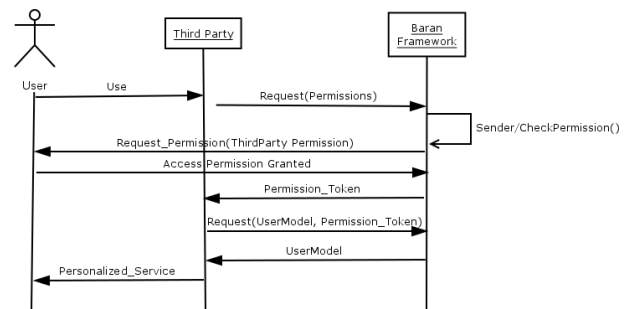 Third Party
Baran
Framework
User
Use
Request(Permissions)
Sender/CheckPermission()
Request_Permission(ThirdParty Permission)
Access Permission Granted
Permission_Token
Request(UserModel, Permission_Token)
UserModel
Personalized_Service